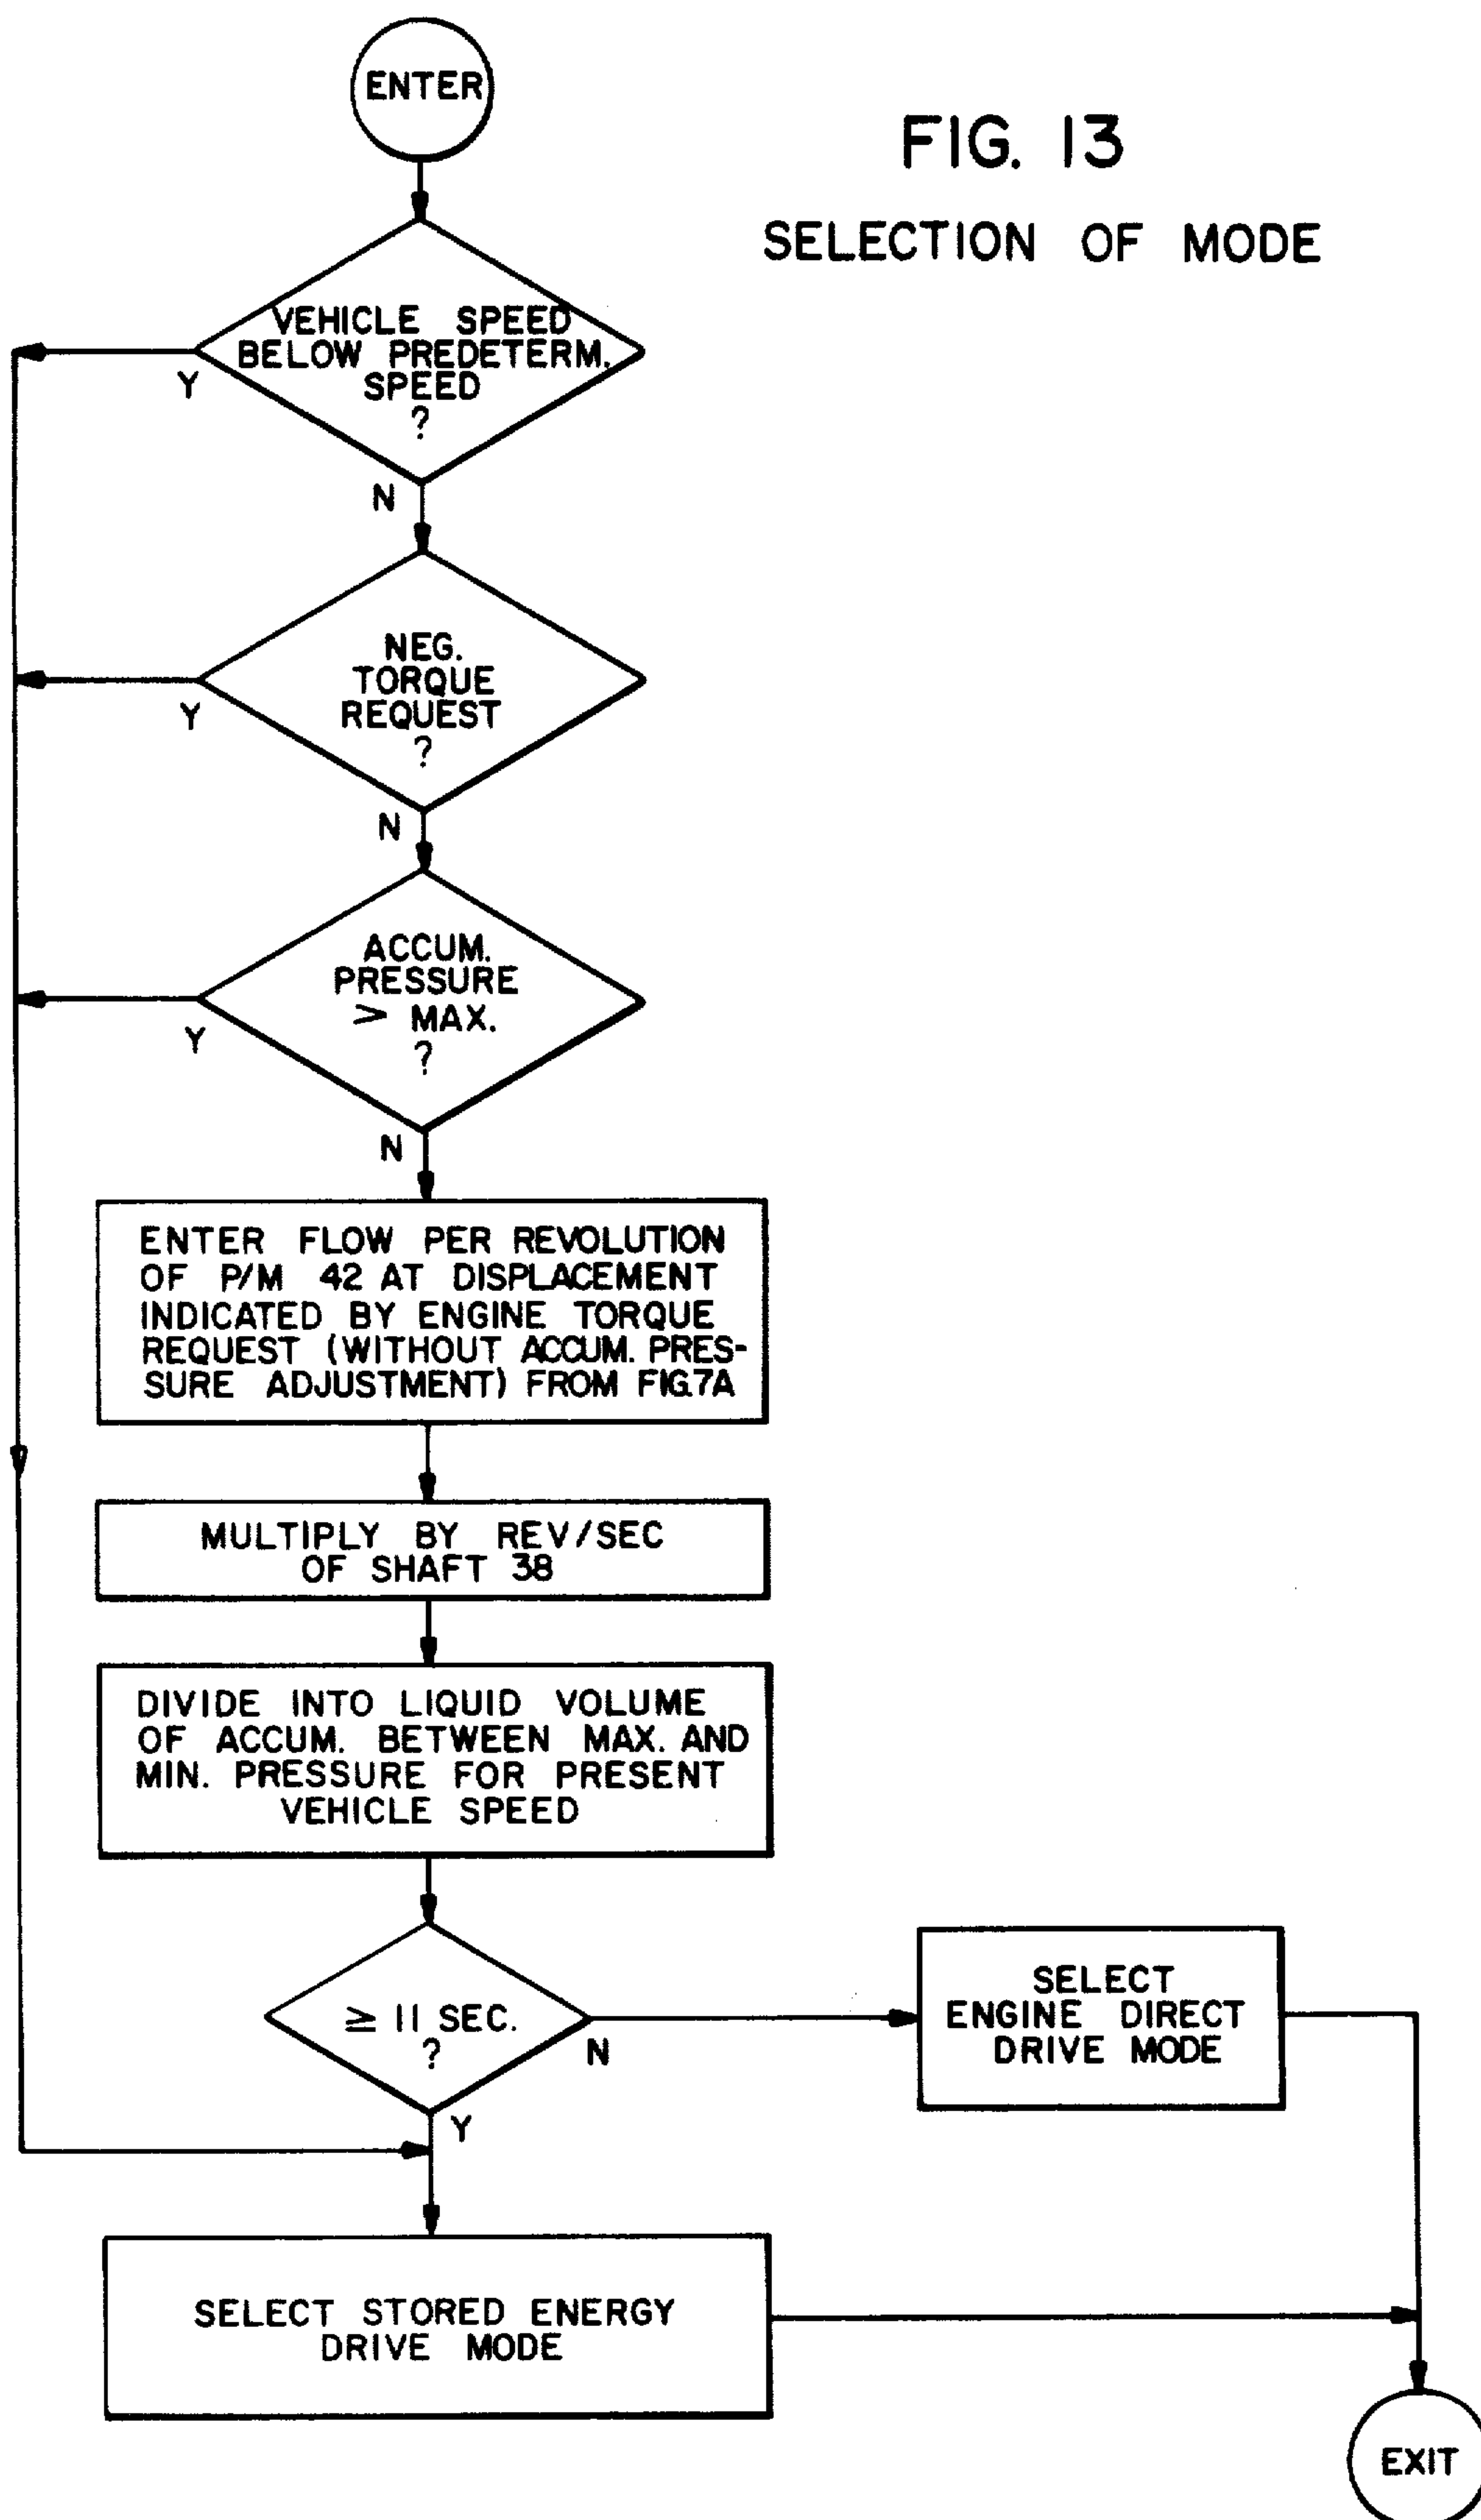 ENTER
FIG. 13
SELECTION OF MODE
VEHICLE SPEED
BELOW PREDETERM.
SPEED
?
Y
N
NEG.
TORQUE
REQUEST
?
Y
N
ACCUM.
PRESSURE
> MAX.
?
Y
N
ENTER FLOW PER REVOLUTION
OF P/M 42 AT DISPLACEMENT
INDICATED BY ENGINE TORQUE
REQUEST (WITHOUT ACCUM. PRES-
SURE ADJUSTMENT) FROM FIG.7A
MULTIPLY BY REV/SEC
OF SHAFT 38
DIVIDE INTO LIQUID VOLUME
OF ACCUM. BETWEEN MAX. AND
MIN. PRESSURE FOR PRESENT
VEHICLE SPEED
≥ 11 SEC.
?
N
Y
SELECT
ENGINE DIRECT
DRIVE MODE
SELECT STORED ENERGY
DRIVE MODE
EXIT